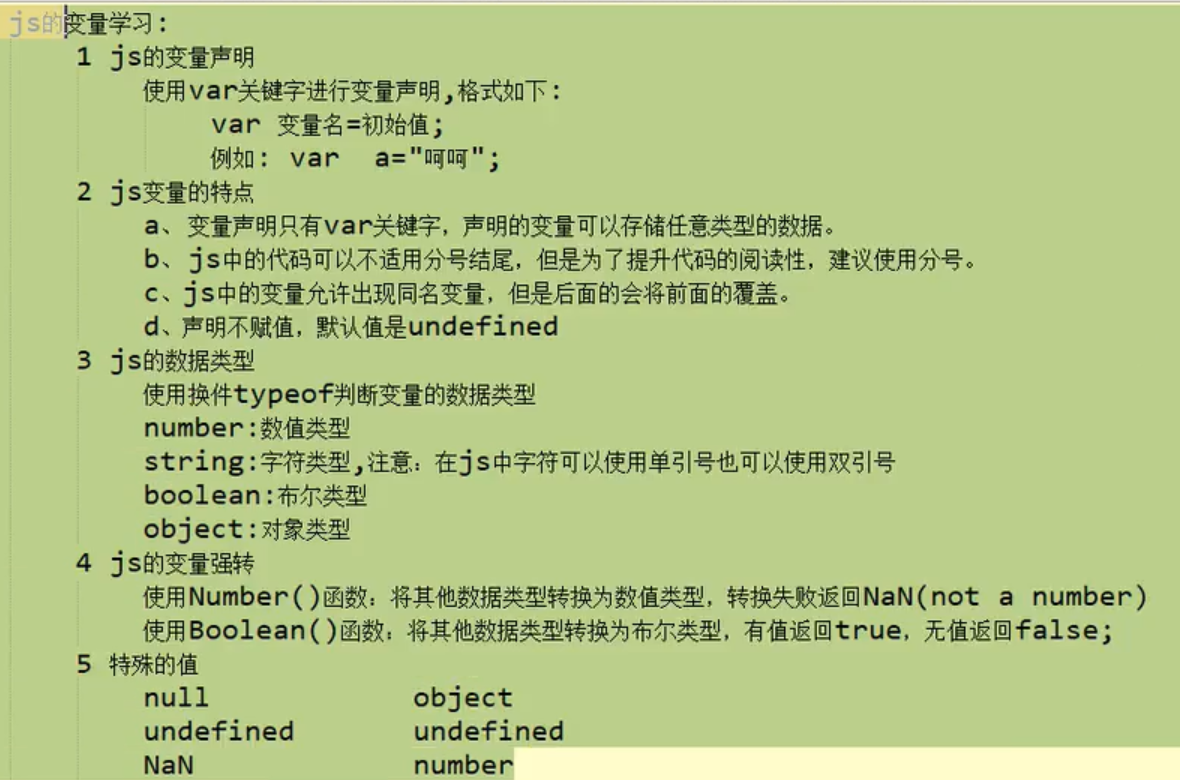 js的变量学习:
1 js的变量声明
使用var关键字进行变量声明,格式如下:
var 变量名=初始值;
例如: var a="呵呵";
2 js变量的特点
a、变量声明只有var关键字，声明的变量可以存储任意类型的数据。
b、js中的代码可以不适用分号结尾，但是为了提升代码的阅读性，建议使用分号。
c、js中的变量允许出现同名变量，但是后面的会将前面的覆盖。
d、声明不赋值，默认值是undefined
3 js的数据类型
使用换件typeof判断变量的数据类型
number:数值类型
string:字符类型,注意：在js中字符可以使用单引号也可以使用双引号
boolean:布尔类型
object:对象类型
4 js的变量强转
使用Number()函数：将其他数据类型转换为数值类型，转换失败返回NaN(not a number)
使用Boolean()函数：将其他数据类型转换为布尔类型，有值返回true，无值返回false;
5 特殊的值
null object
undefined undefined
NaN number